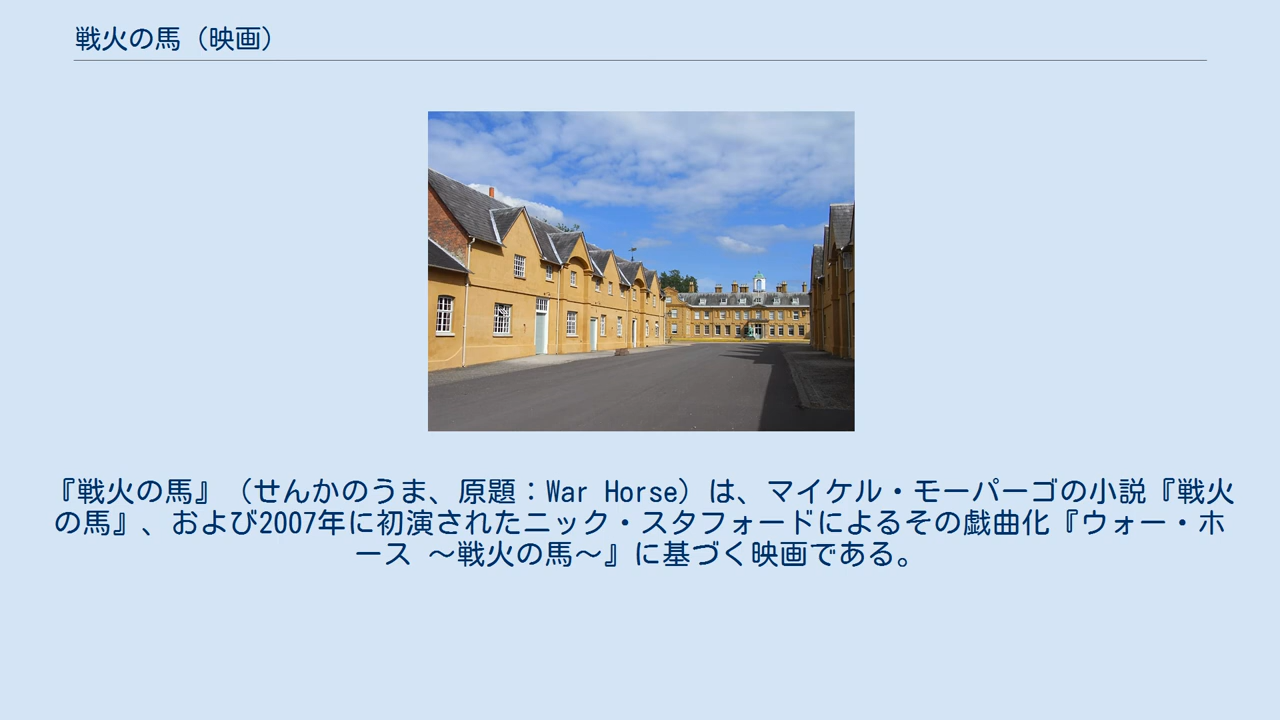 戦火の馬（映画）
『戦火の馬』（せんかのうま、原題：War Horse）は、マイケル・モーパーゴの小説『戦火
の馬』、および2007年に初演されたニック・スタフォードによるその戯曲化『ウォー・ホ
ース ～戦火の馬～』に基づく映画である。